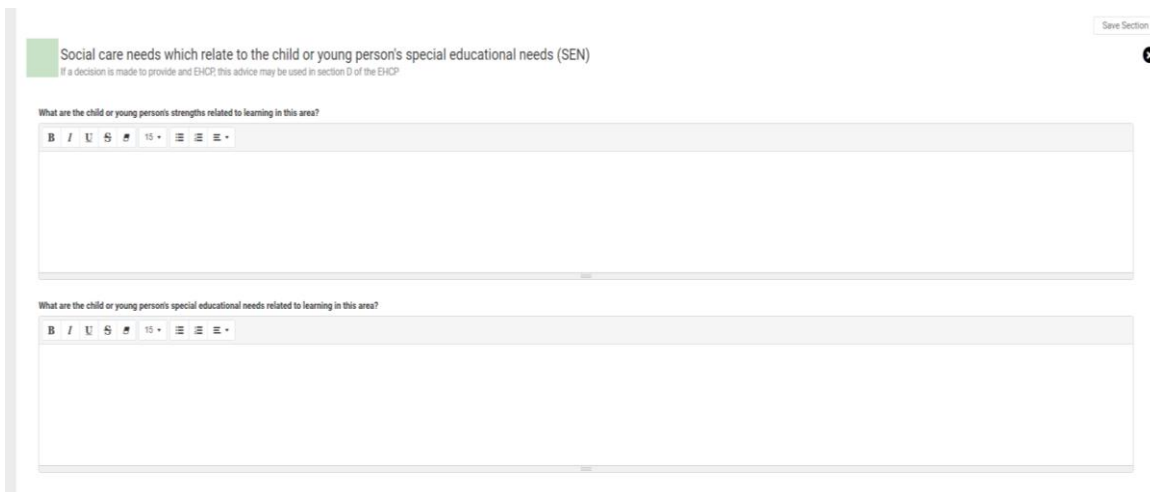 Save Section
Social care needs which relate to the child or young person's special educational needs (SEN)
If a decision is made to provide and EHCP, this advice may be used in section D of the EHCP
What are the child or young person's strengths related to learning in this area?
B I U S 15
What are the child or young person's special educational needs related to learning in this area?
B I U S 15